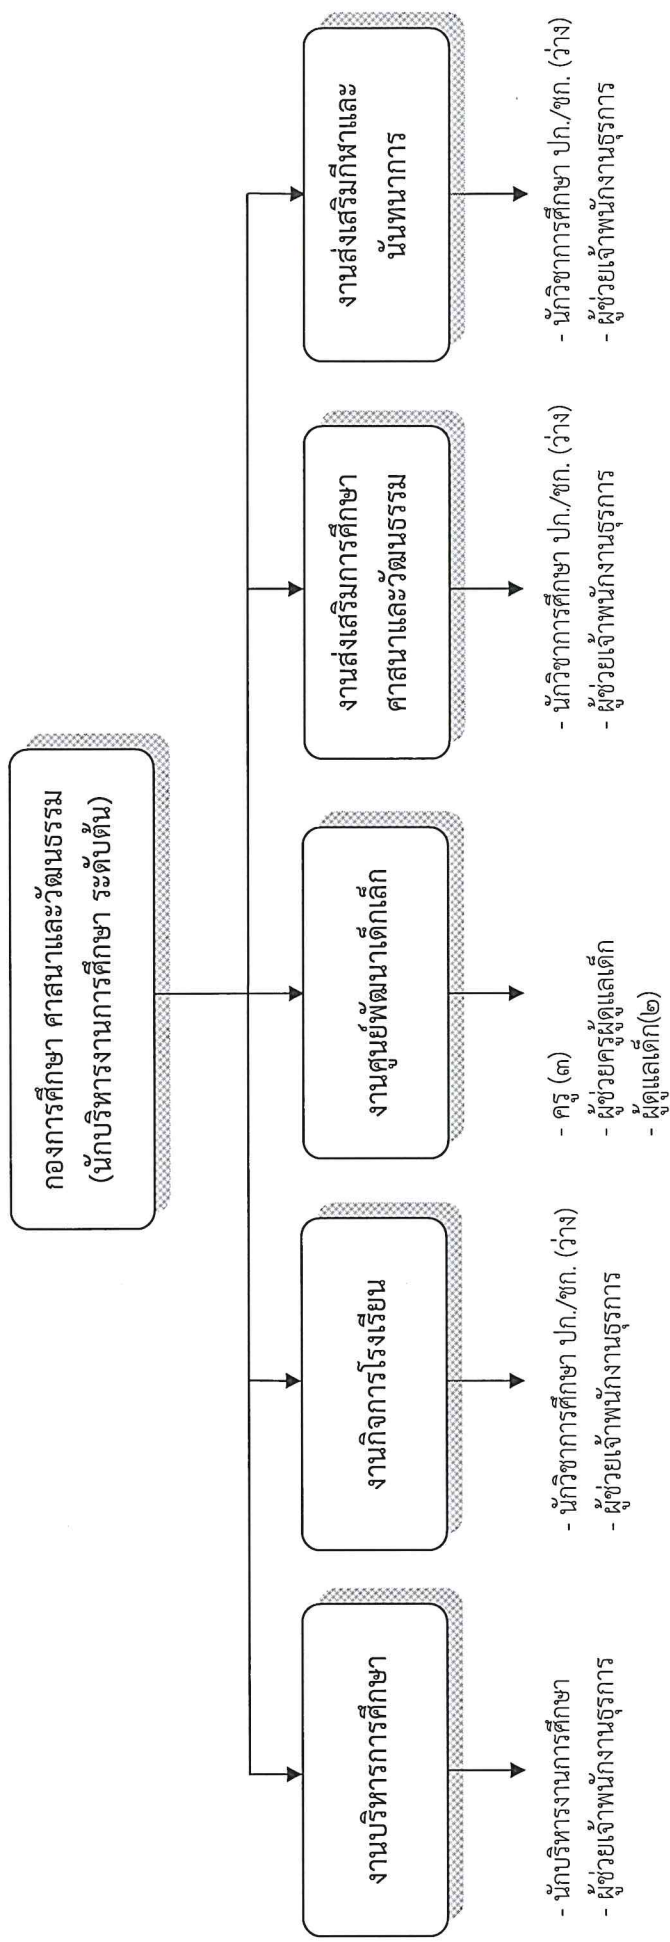 กองการศึกษา ศาสนาและวัฒนธรรม
(นักบริหารงานการศึกษา ระดับต้น)
งานบริหารการศึกษา
- นักบริหารงานการศึกษา
- ผู้ช่วยเจ้าพนักงานธุรการ
งานกิจการโรงเรียน
- นักวิชาการศึกษา ปก./ชก. (ว่าง)
- ผู้ช่วยเจ้าพนักงานธุรการ
งานศูนย์พัฒนาเด็กเล็ก
- ครู (๓)
- ผู้ช่วยครูผู้ดูแลเด็ก
- ผู้ดูแลเด็ก(๒)
งานส่งเสริมการศึกษา
ศาสนาและวัฒนธรรม
- นักวิชาการศึกษา ปก./ชก. (ว่าง)
- ผู้ช่วยเจ้าพนักงานธุรการ
งานส่งเสริมกีฬาและ
นันทนาการ
- นักวิชาการศึกษา ปก./ชก. (ว่าง)
- ผู้ช่วยเจ้าพนักงานธุรการ